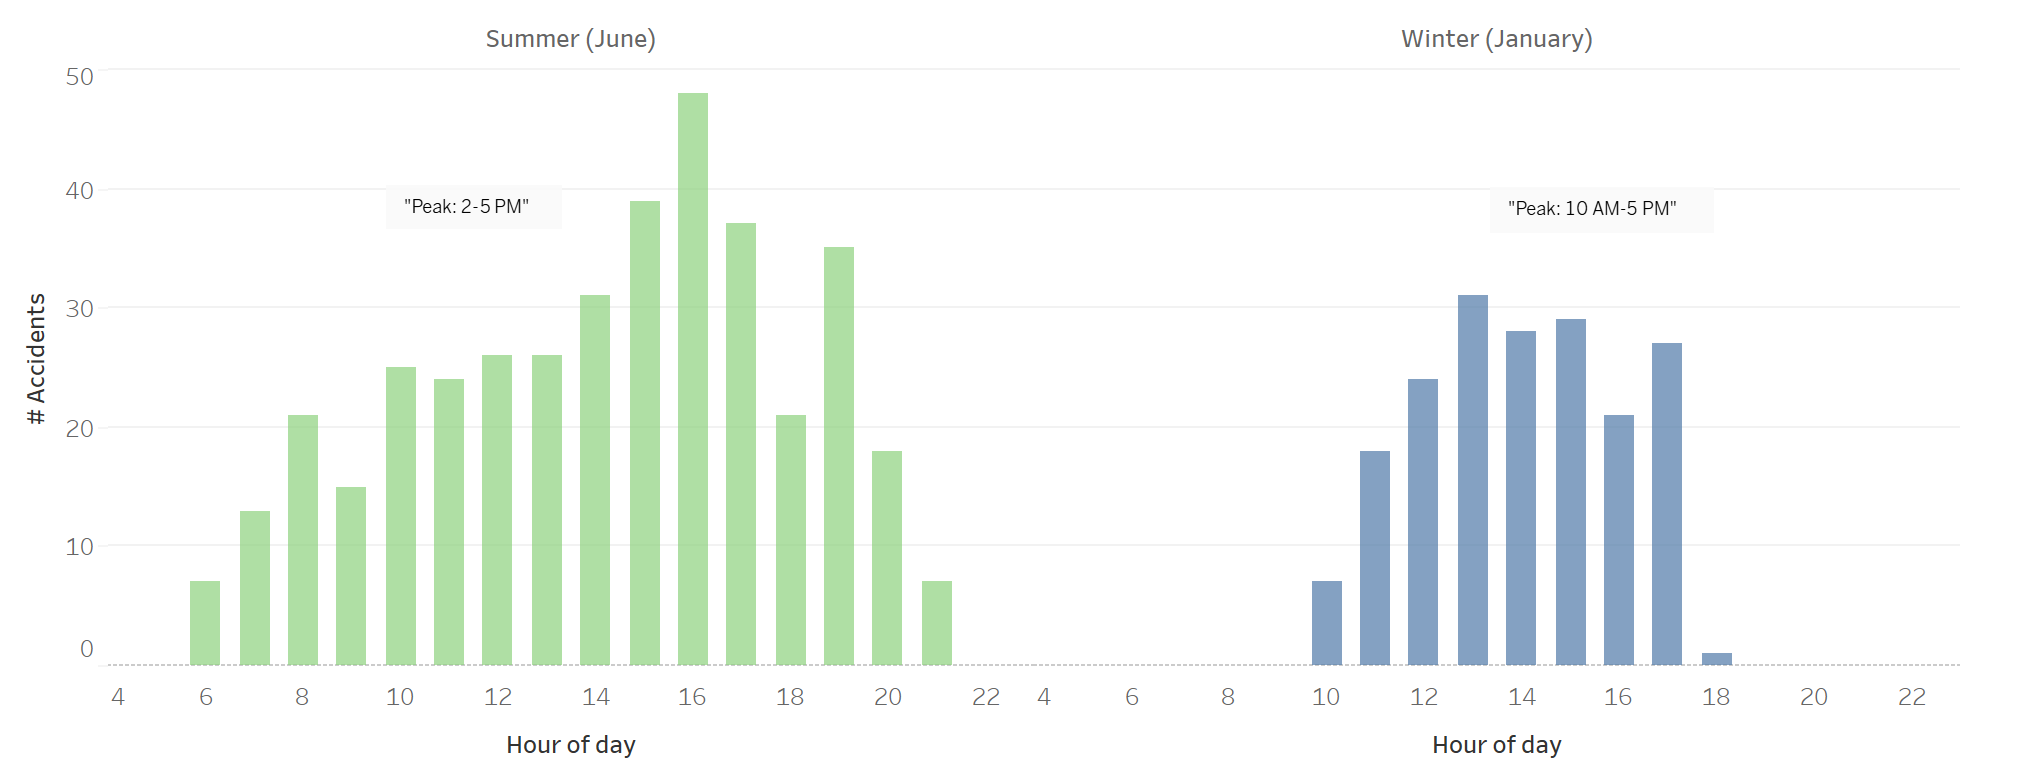 Summer (June)
Winter (January)
50
40
30
20
10
0
# Accidents
"Peak: 2-5 PM"
"Peak: 10 AM-5 PM"
4 6 8 10 12 14 16 18 20 22 4 6 8 10 12 14 16 18 20 22
Hour of day
Hour of day